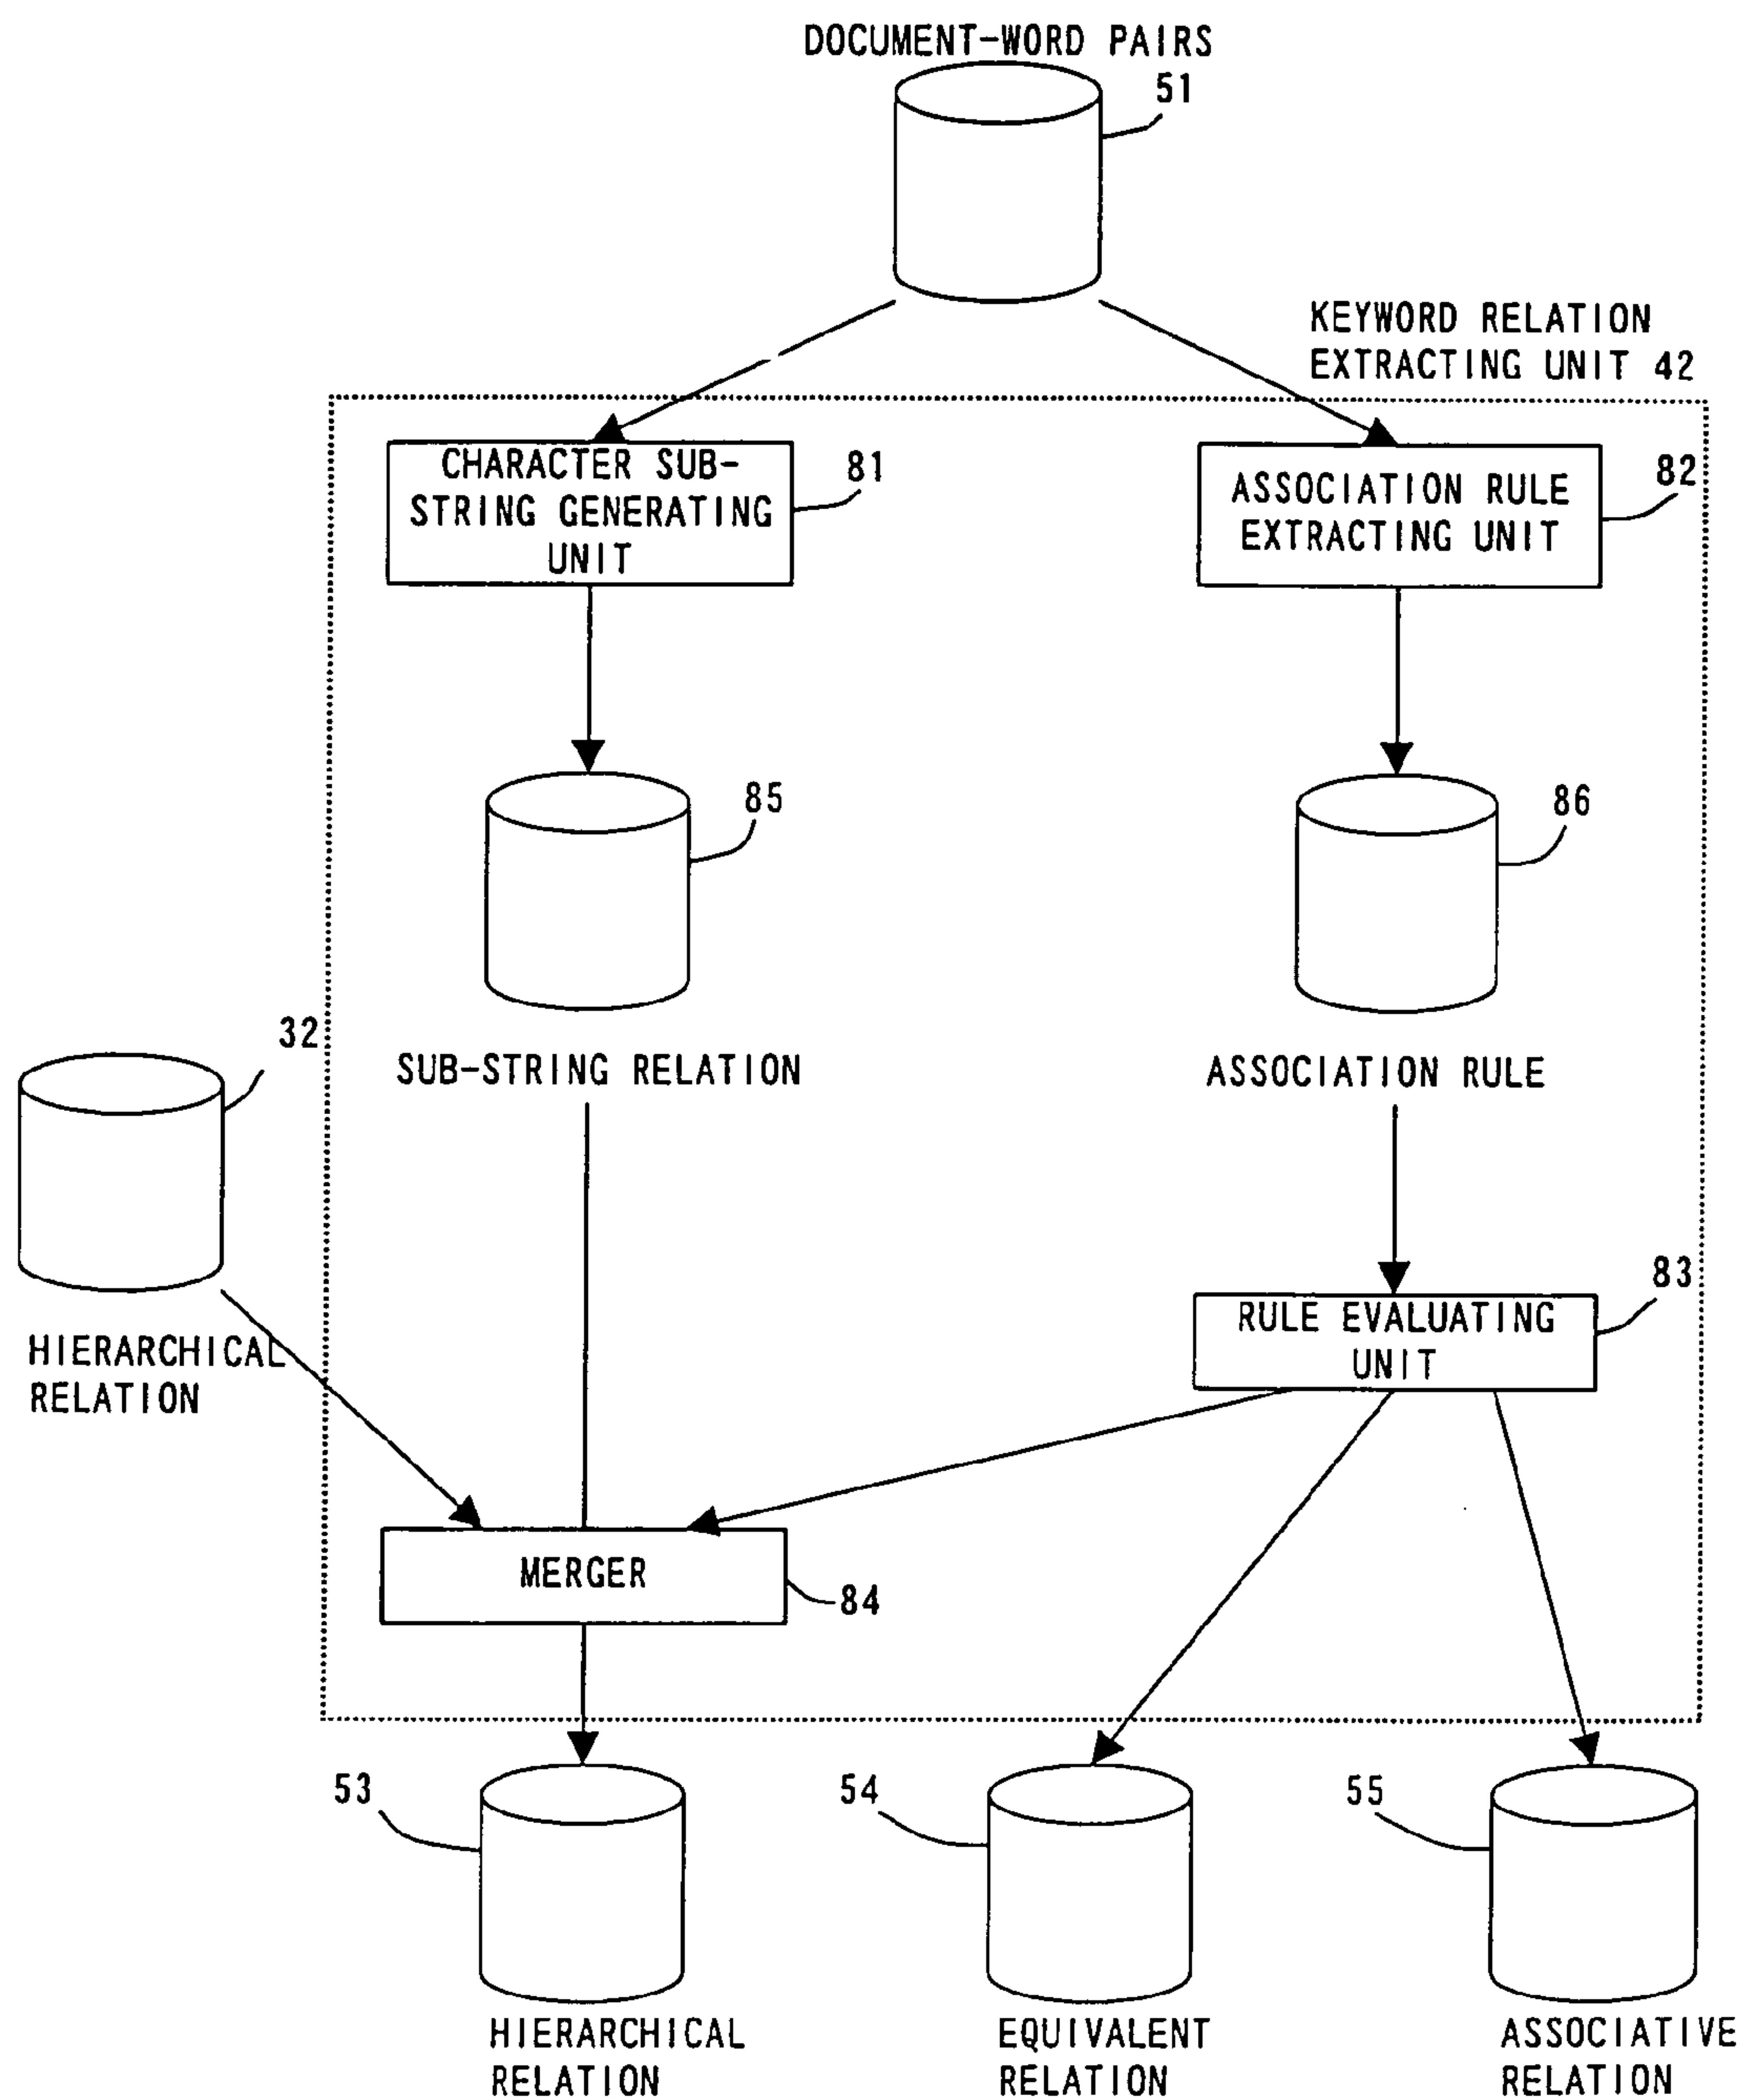 DOCUMENT-WORD PAIRS
51
KEYWORD RELATION
EXTRACTING UNIT 42
CHARACTER SUB-
STRING GENERATING
UNIT
81
ASSOCIATION RULE
EXTRACTING UNIT
82
85
86
32
SUB-STRING RELATION
ASSOCIATION RULE
HIERARCHICAL
RELATION
RULE EVALUATING
UNIT
83
MERGER
84
53
54
55
HIERARCHICAL
RELATION
EQUIVALENT
RELATION
ASSOCIATIVE
RELATION